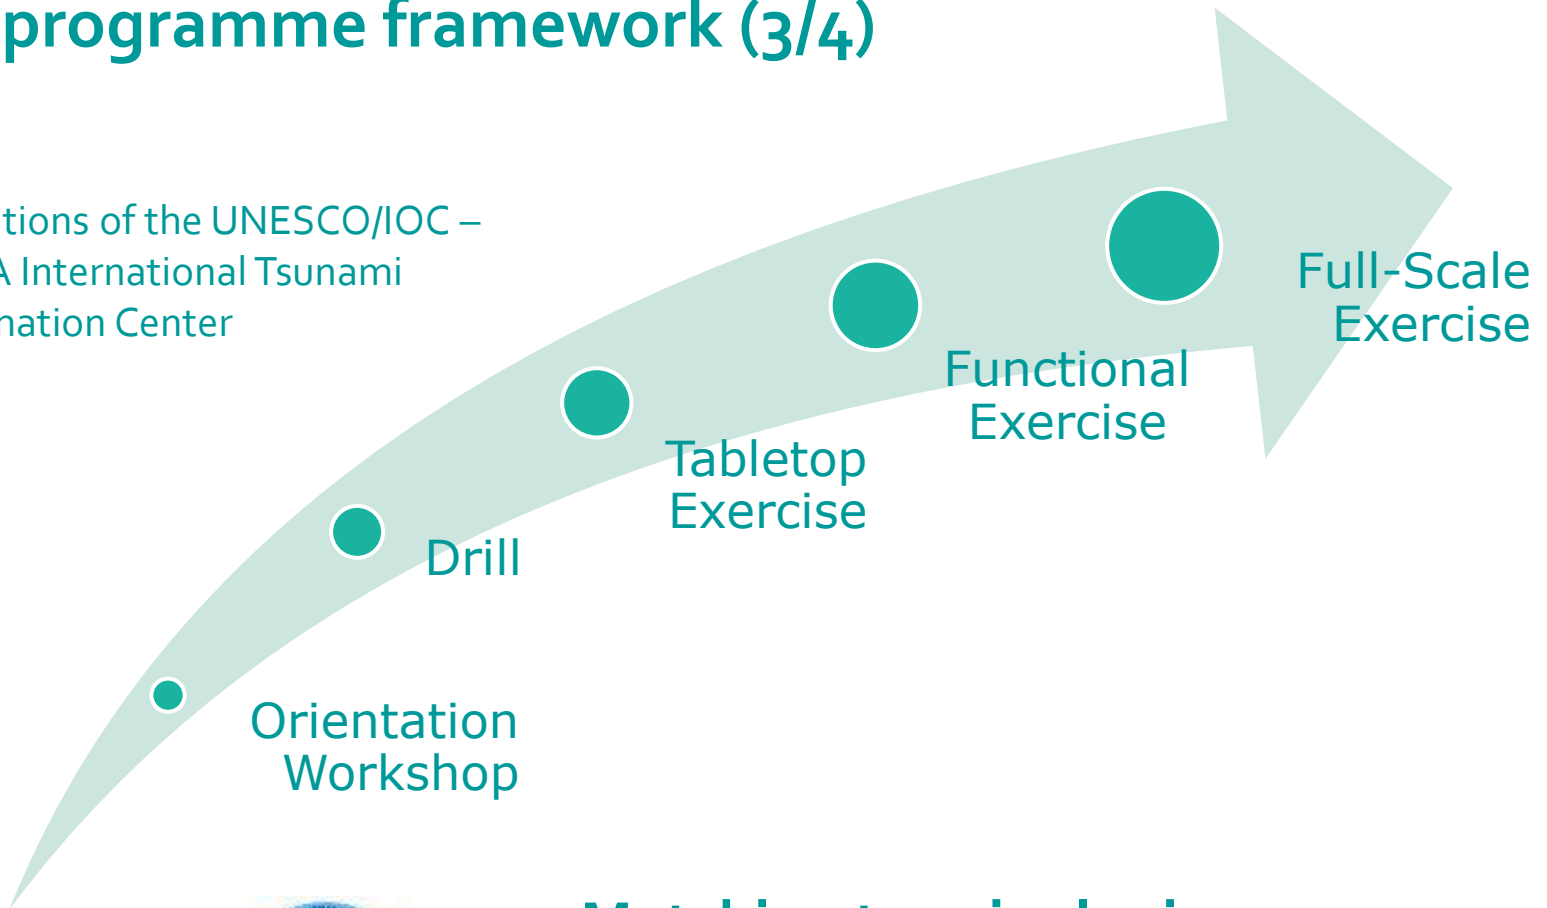 programme framework (3/4)
tions of the UNESCO/IOC –
International Tsunami
nation Center
Full-Scale
Exercise
Functional
Exercise
Tabletop
Exercise
Drill
Orientation
Workshop